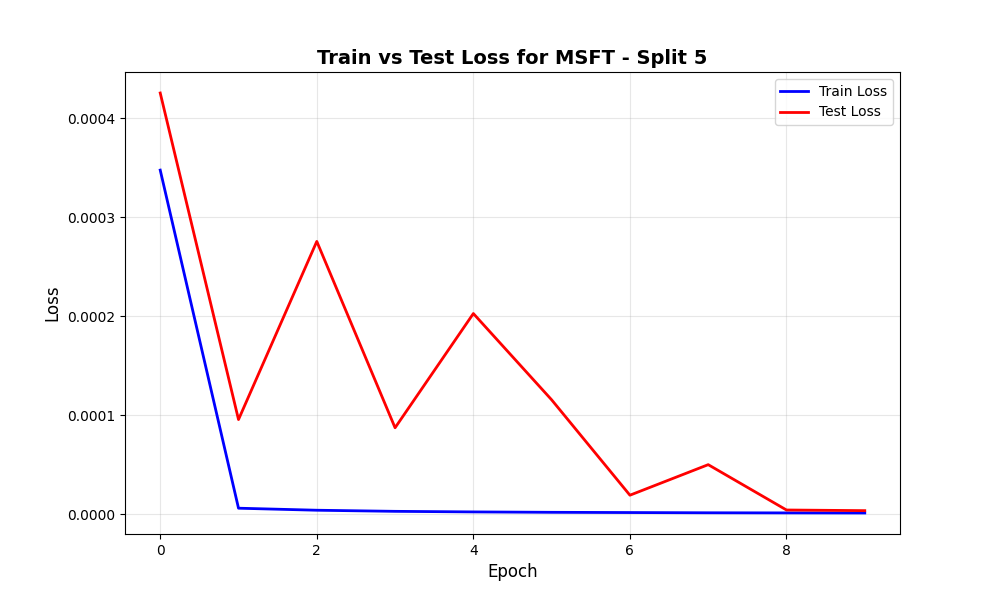 Train vs Test Loss for MSFT - Split 5
Train Loss
Test Loss
0.0004
0.0003
0.0002
0.0001
0.0000
Loss
0 2 4 6 8
Epoch